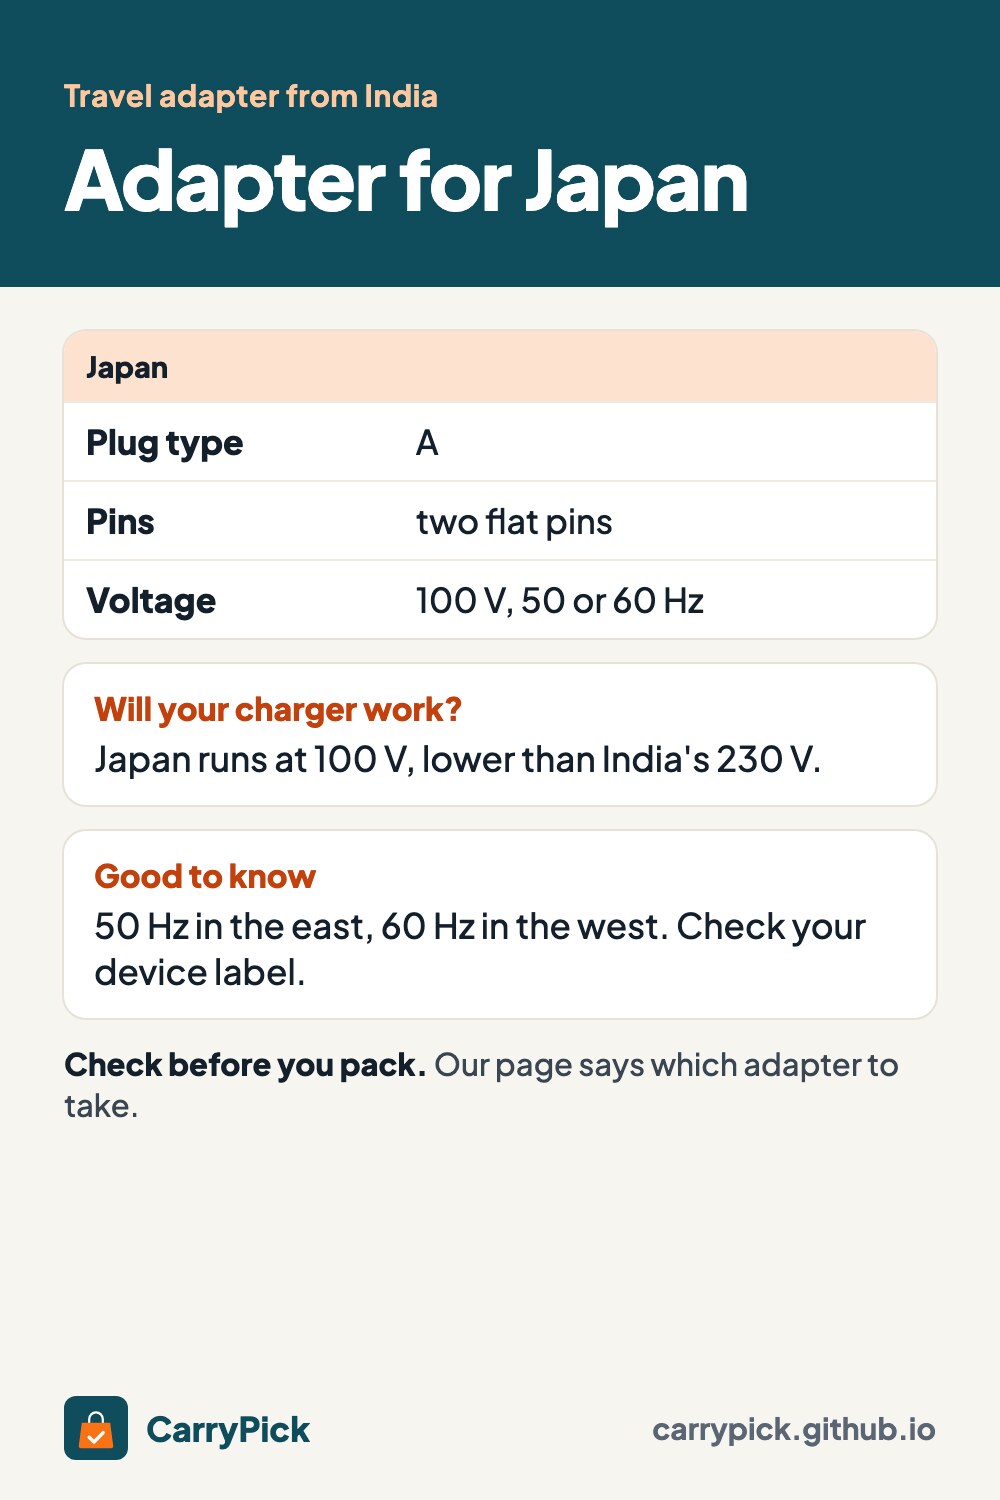 Travel adapter from India
Adapter for Japan
Japan
Plug type A
Pins two flat pins
Voltage 100 V, 50 or 60 Hz
Will your charger work?
Japan runs at 100 V, lower than India's 230 V.
Good to know
50 Hz in the east, 60 Hz in the west. Check your
device label.
Check before you pack. Our page says which adapter to
take.
CarryPick
carrypick.github.io